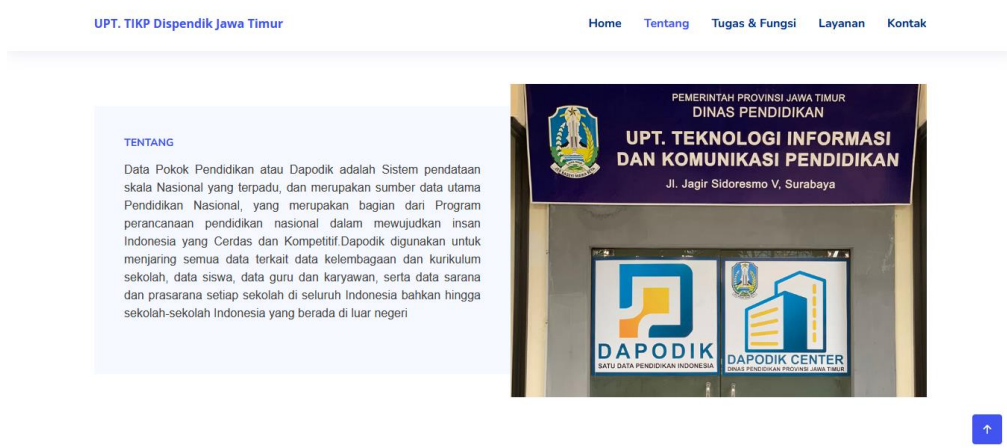 UPT. TIKP Dispendik Jawa Timur
Home Tentang Tugas & Fungsi Layanan Kontak
TENTANG
Data Pokok Pendidikan atau Dapodik adalah Sistem pendataan
skala Nasional yang terpadu, dan merupakan sumber data utama
Pendidikan Nasional, yang merupakan bagian dari Program
perancanaan pendidikan nasional dalam mewujudkan insan
Indonesia yang Cerdas dan Kompetitif.Dapodik digunakan untuk
menjaring semua data terkait data kelembagaan dan kurikulum
sekolah, data siswa, data guru dan karyawan, serta data sarana
dan prasarana setiap sekolah di seluruh Indonesia bahkan hingga
sekolah-sekolah Indonesia yang berada di luar negeri
PEMERINTAH PROVINSI JAWA TIMUR
DINAS PENDIDIKAN
UPT. TEKNOLOGI INFORMASI
DAN KOMUNIKASI PENDIDIKAN
Jl. Jagir Sidoresmo V, Surabaya
DAPODIK
SATU DATA PENDIDIKAN INDONESIA
DAPODIK CENTER
DINAS PENDIDIKAN PROVINSI JAWA TIMUR